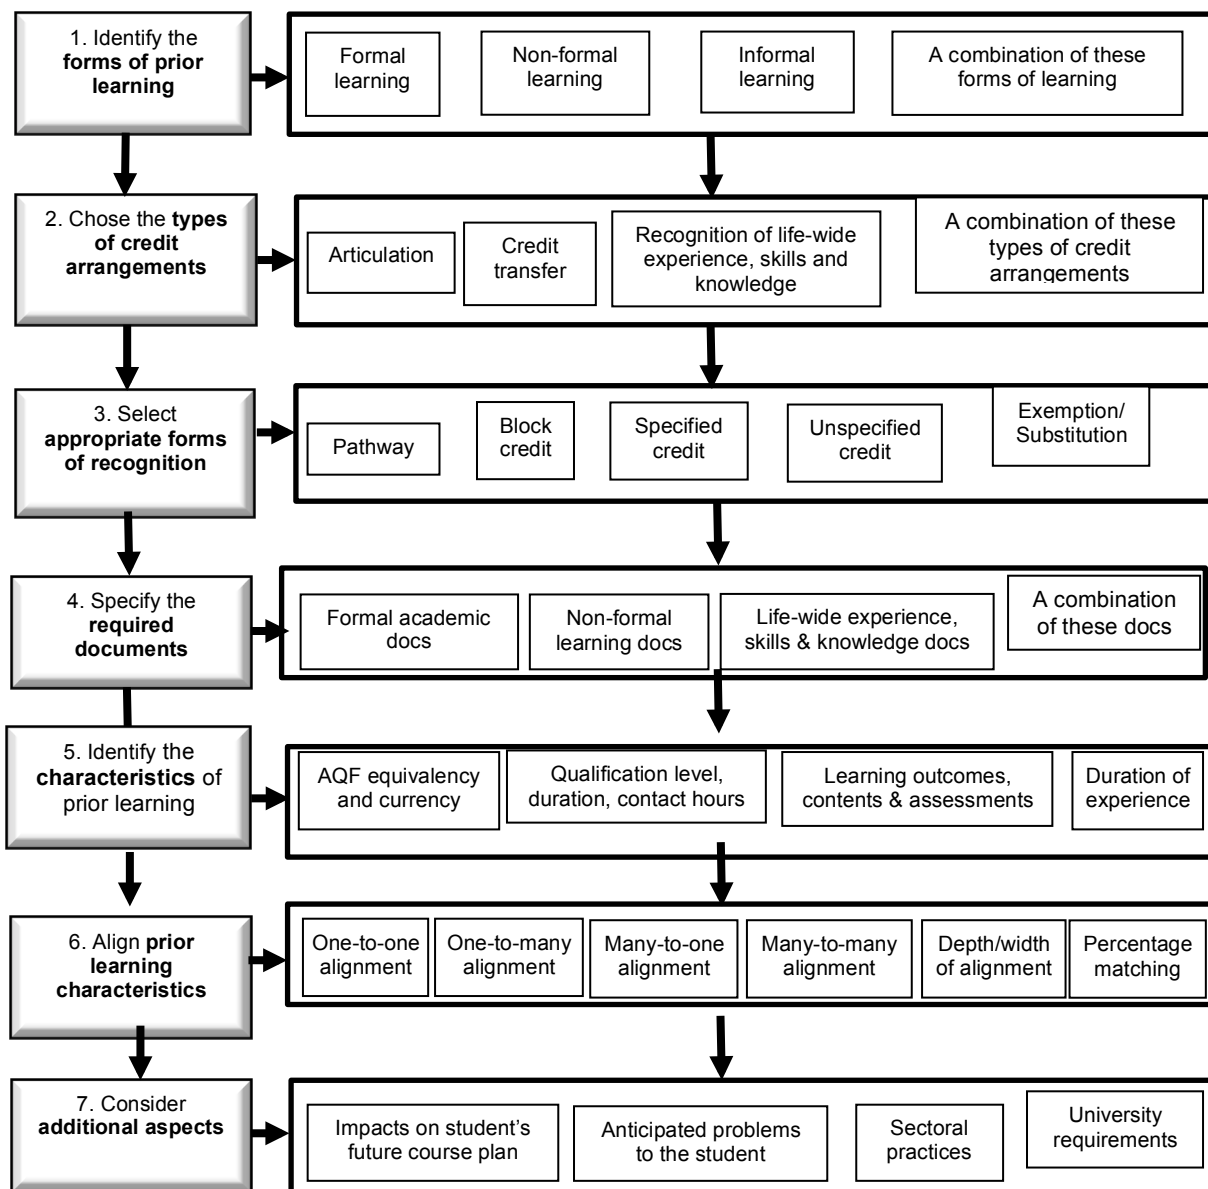 1. Identify the
forms of prior
learning
Formal
learning
Non-formal
learning
Informal
learning
A combination of these
forms of learning
2. Chose the types
of credit
arrangements
Articulation
Credit
transfer
Recognition of life-wide
experience, skills and
knowledge
A combination of these
types of credit
arrangements
3. Select
appropriate forms
of recognition
Pathway
Block
credit
Specified
credit
Unspecified
credit
Exemption/
Substitution
4. Specify the
required
documents
Formal academic
docs
Non-formal
learning docs
Life-wide experience,
skills & knowledge docs
A combination
of these docs
5. Identify the
characteristics of
prior learning
AQF equivalency
and currency
Qualification level,
duration, contact hours
Learning outcomes,
contents & assessments
Duration of
experience
6. Align prior
learning
characteristics
One-to-one
alignment
One-to-many
alignment
Many-to-one
alignment
Many-to-many
alignment
Depth/width
of alignment
Percentage
matching
7. Consider
additional aspects
Impacts on student’s
future course plan
Anticipated problems
to the student
Sectoral
practices
University
requirements